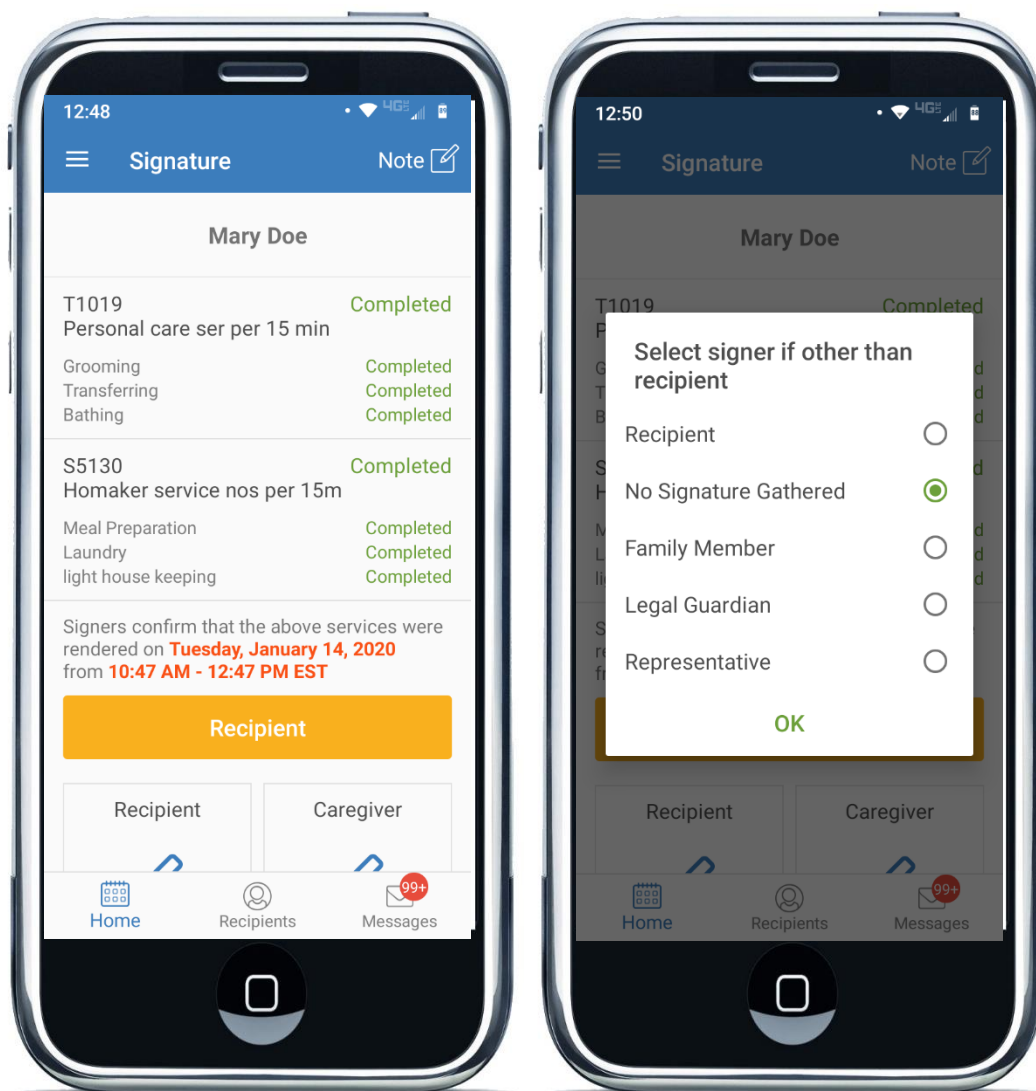 12:48
4G
Signature
Note
Mary Doe
T1019
Completed
Personal care ser per 15 min
Grooming
Completed
Transferring
Completed
Bathing
Completed
S5130
Completed
Homaker service nos per 15m
Meal Preparation
Completed
Laundry
Completed
light house keeping
Completed
Signers confirm that the above services were
rendered on Tuesday, January 14, 2020
from 10:47 AM - 12:47 PM EST
Recipient
Recipient
Caregiver
99+
Home
Recipients
Messages
12:50
4G
Signature
Note
Mary Doe
T1019
Completed
Select signer if other than
recipient
Recipient
No Signature Gathered
Family Member
Legal Guardian
Representative
OK
Recipient
Caregiver
99+
Home
Recipients
Messages